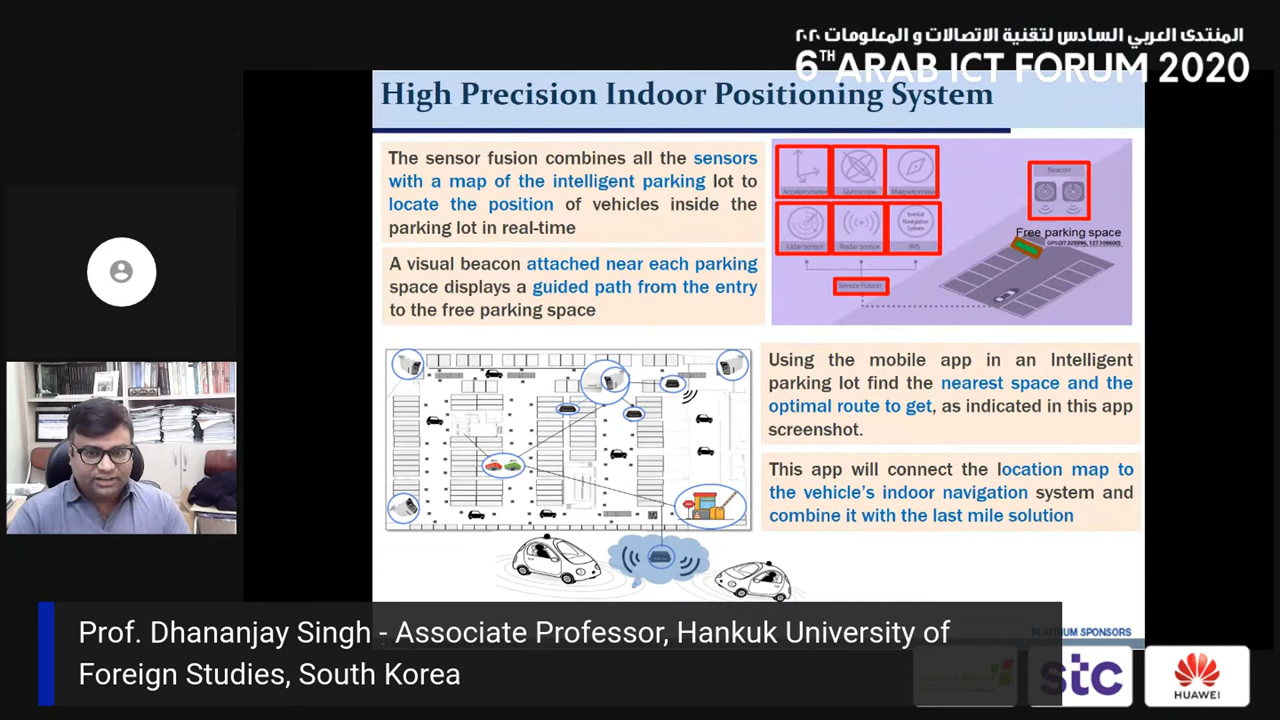 المنتدى العربي السادس لتقنية الاتصالات و المعلومات ٢٠٢٠
6TH ARAB ICT FORUM 2020
High Precision Indoor Positioning System
The sensor fusion combines all the sensors
with a map of the intelligent parking lot to
locate the position of vehicles inside the
parking lot in real-time
A visual beacon attached near each parking
space displays a guided path from the entry
to the free parking space
Accelerometer Gyroscope Magnetometer
Lidar sensor Radar sensor INS
Inertial
Navigation
System
Sensor Fusion
Beacon
Free parking space
Using the mobile app in an Intelligent
parking lot find the nearest space and the
optimal route to get, as indicated in this app
screenshot.
This app will connect the location map to
the vehicle's indoor navigation system and
combine it with the last mile solution
Prof. Dhananjay Singh - Associate Professor, Hankuk University of
Foreign Studies, South Korea
PLATINUM SPONSORS
stc
HUAWEI